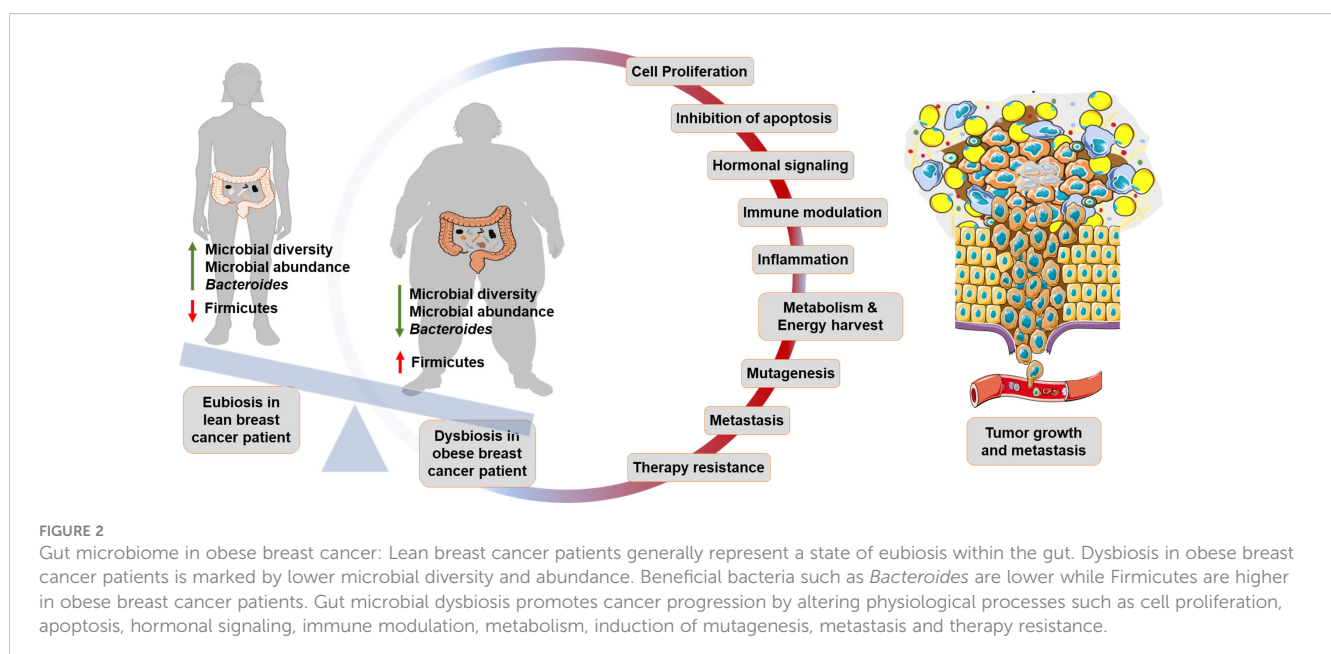 Cell Proliferation
Inhibition of apoptosis
Hormonal signaling
Immune modulation
Inflammation
Metabolism &
Energy harvest
Mutagenesis
Metastasis
Therapy resistance
Microbial diversity
Microbial abundance
Bacteroides
Firmicutes
Microbial diversity
Microbial abundance
Bacteroides
Firmicutes
Eubiosis in
lean breast
cancer patient
Dysbiosis in
obese breast
cancer patient
Tumor growth
and metastasis
FIGURE 2
Gut microbiome in obese breast cancer: Lean breast cancer patients generally represent a state of eubiosis within the gut. Dysbiosis in obese breast
cancer patients is marked by lower microbial diversity and abundance. Beneficial bacteria such as Bacteroides are lower while Firmicutes are higher
in obese breast cancer patients. Gut microbial dysbiosis promotes cancer progression by altering physiological processes such as cell proliferation,
apoptosis, hormonal signaling, immune modulation, metabolism, induction of mutagenesis, metastasis and therapy resistance.